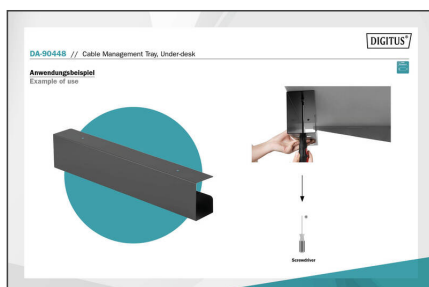 DIGITUS®
DA-90448 // Cable Management Tray, Under-desk
Anwendungsbeispiel
Example of use
Screwdriver